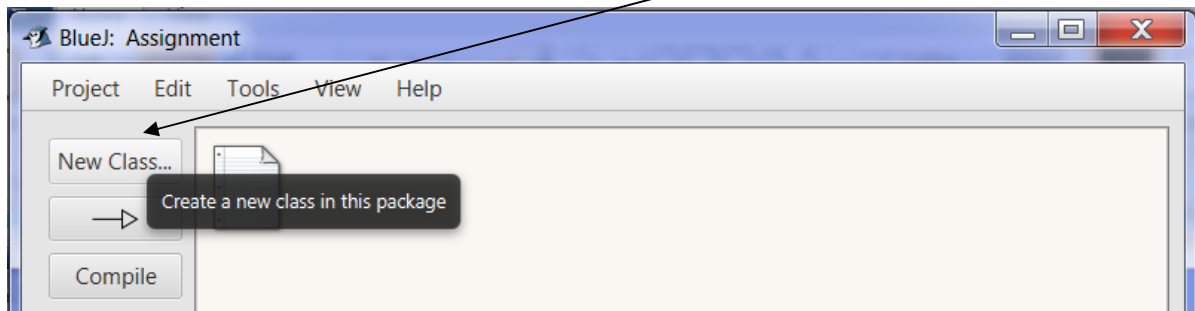 BlueJ: Assignment
Project Edit Tools View Help
New Class...
Create a new class in this package
Compile